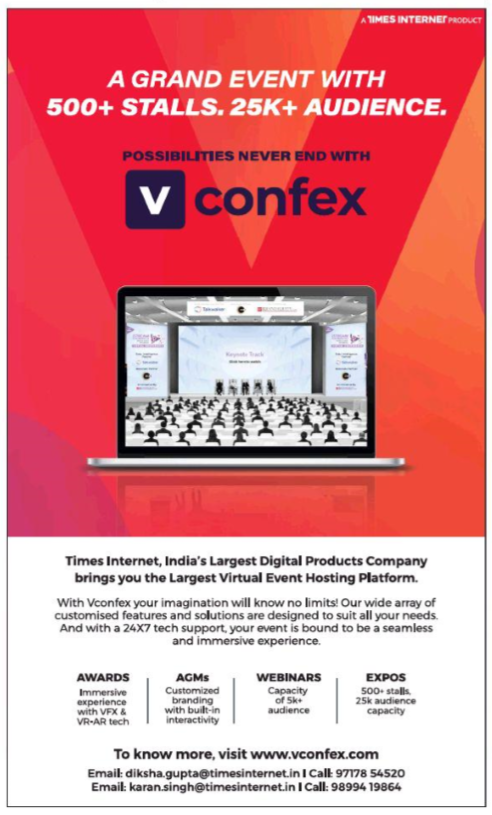 A TIMES INTERNET PRODUCT
A GRAND EVENT WITH
500+ STALLS. 25K+ AUDIENCE.
POSSIBILITIES NEVER END WITH
V confex
Keynote Track
Times Internet, India's Largest Digital Products Company
brings you the Largest Virtual Event Hosting Platform.
With Vconfex your imagination will know no limits! Our wide array of
customised features and solutions are designed to suit all your needs.
And with a 24X7 tech support, your event is bound to be a seamless
and immersive experience.
AWARDS
Immersive
experience
with VFX &
VR•AR tech
AGMs
Customized
branding
with built-in
interactivity
WEBINARS
Capacity
of 5k+
audience
EXPOS
500+ stalls,
25k audience
capacity
To know more, visit www.vconfex.com
Email: diksha.gupta@timesinternet.in I Call: 97178 54520
Email: karan.singh@timesinternet.in I Call: 98994 19864